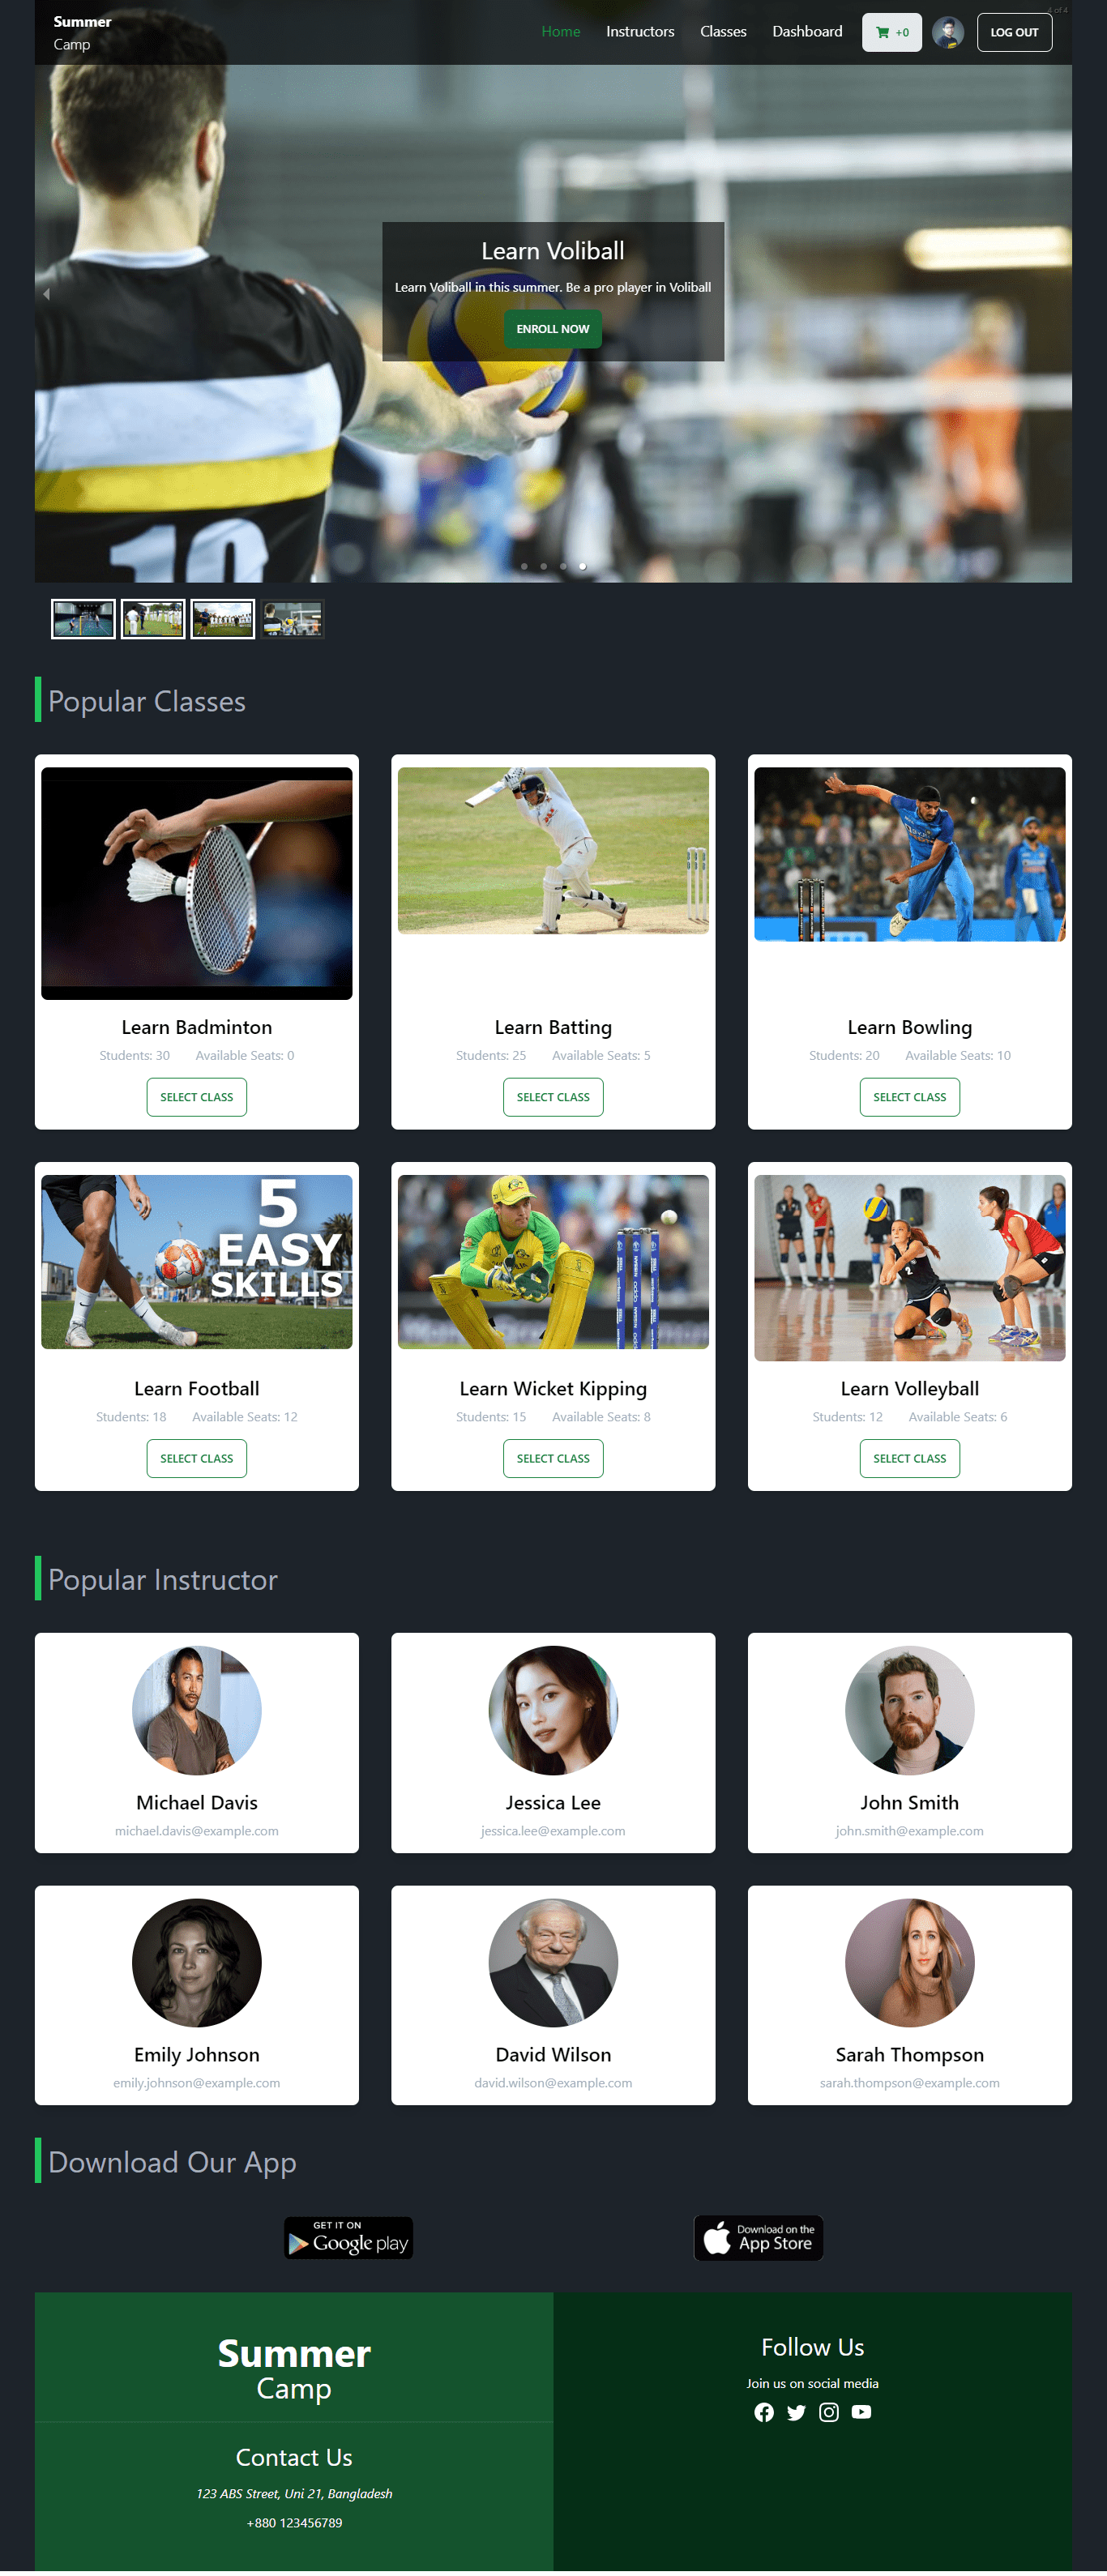 Summer
Camp
Home
Instructors
Classes
Dashboard
+0
LOG OUT
4 of 4
Learn Voliball
Learn Voliball in this summer. Be a pro player in Voliball
ENROLL NOW
10
Popular Classes
Learn Badminton
Students: 30 Available Seats: 0
SELECT CLASS
Learn Batting
Students: 25 Available Seats: 5
SELECT CLASS
Learn Bowling
Students: 20 Available Seats: 10
SELECT CLASS
5
EASY
SKILLS
Learn Football
Students: 18 Available Seats: 12
SELECT CLASS
Learn Wicket Kipping
Students: 15 Available Seats: 8
SELECT CLASS
Learn Volleyball
Students: 12 Available Seats: 6
SELECT CLASS
Popular Instructor
Michael Davis
michael.davis@example.com
Jessica Lee
jessica.lee@example.com
John Smith
john.smith@example.com
Emily Johnson
emily.johnson@example.com
David Wilson
david.wilson@example.com
Sarah Thompson
sarah.thompson@example.com
Download Our App
GET IT ON
Google play
Download on the
App Store
Summer
Camp
Contact Us
123 ABS Street, Uni 21, Bangladesh
+880 123456789
Follow Us
Join us on social media